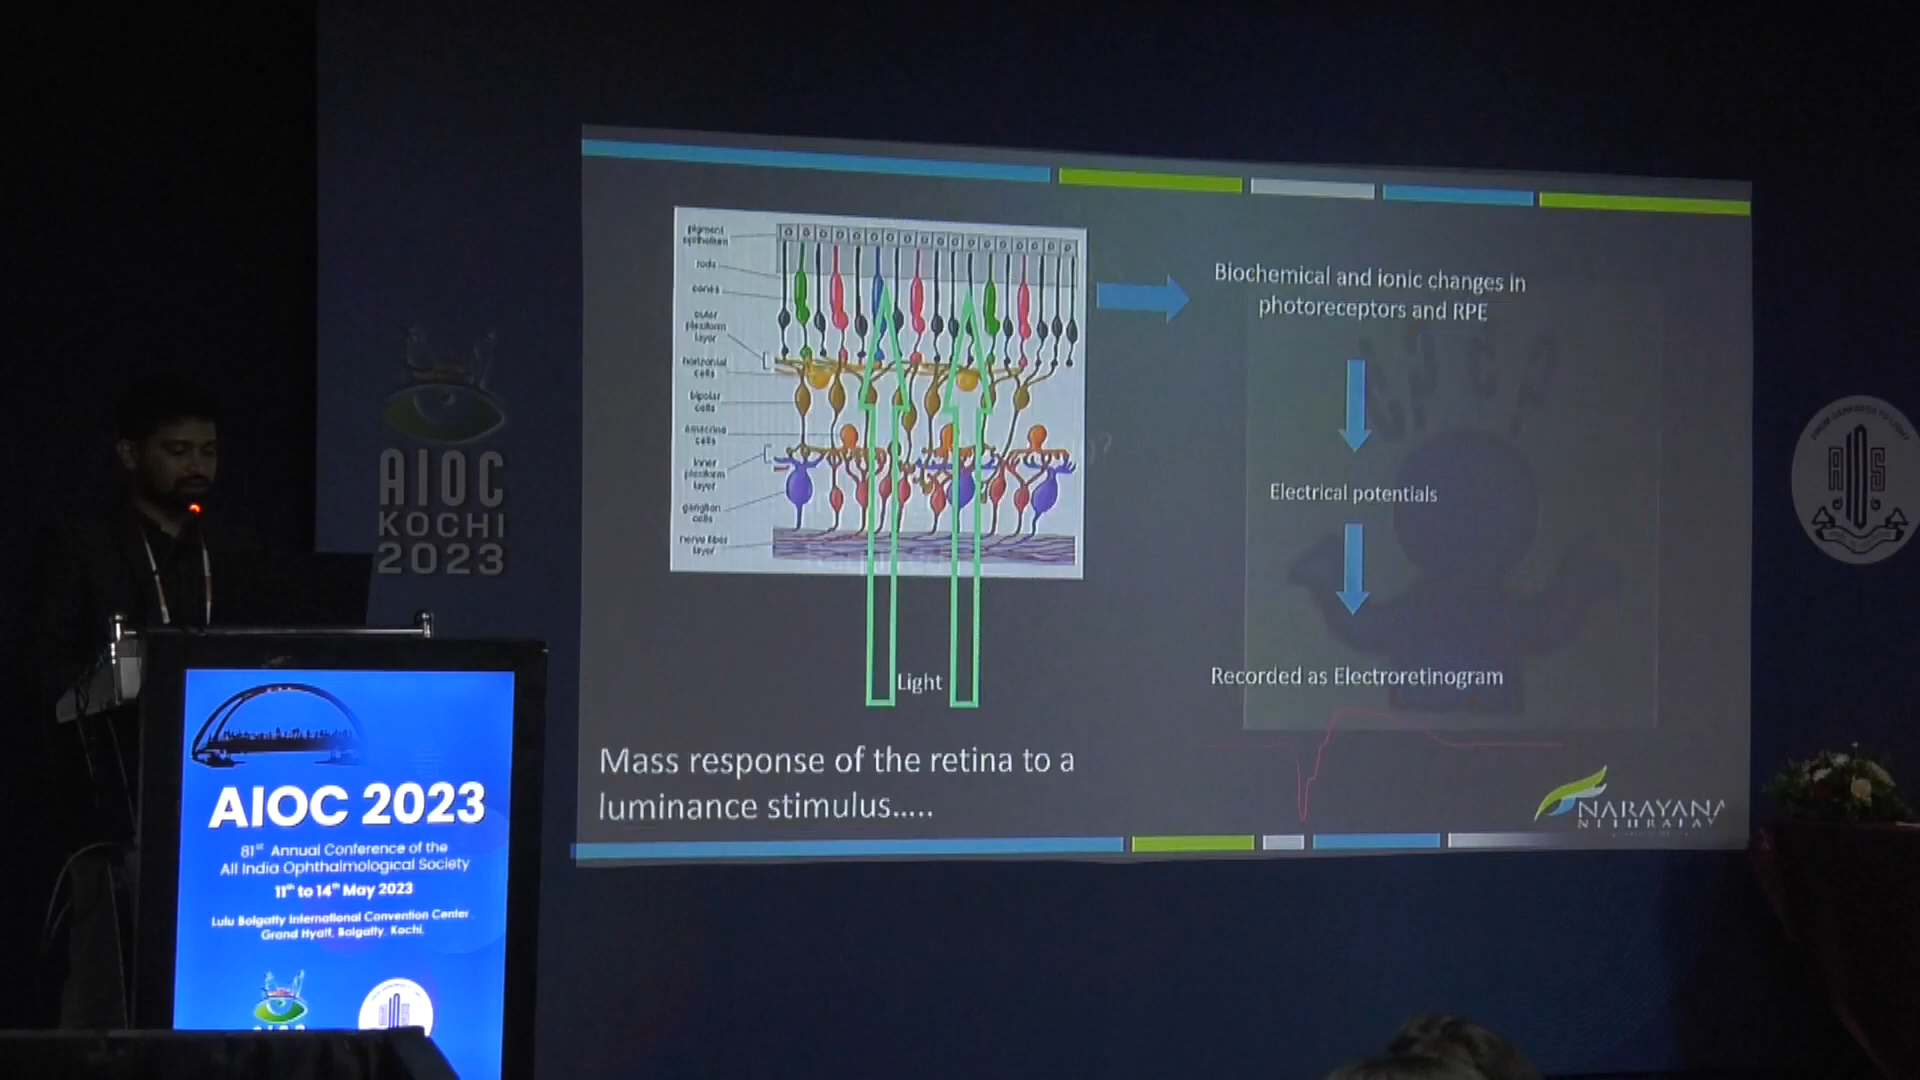 pigment
epithelium
rods
cones
outer
plexiform
layer
horizontal
cells
bipolar
cells
amacrine
cells
inner
plexiform
layer
ganglion
cells
nerve fiber
layer
Light
Biochemical and ionic changes in
photoreceptors and RPE
Electrical potentials
Recorded as Electroretinogram
Mass response of the retina to a
luminance stimulus.....
NARAYANA
NETHRALAYA
AIOC
KOCHI
2023
AIOC 2023
81st Annual Conference of the
All India Ophthalmological Society
11th to 14th May 2023
Lulu Bolgatty International Convention Center,
Grand Hyatt, Bolgatty, Kochi.